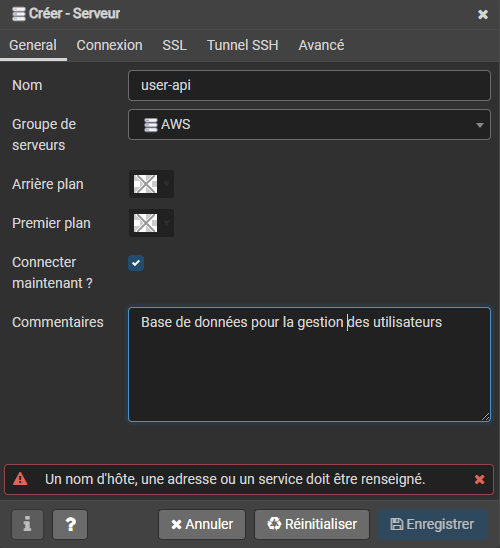 Créer - Serveur
General Connexion SSL Tunnel SSH Avancé
Nom user-api
Groupe de serveurs AWS
Arrière plan
Premier plan
Connecter maintenant ?
Commentaires Base de données pour la gestion des utilisateurs
Un nom d'hôte, une adresse ou un service doit être renseigné.
i ? Annuler Réinitialiser Enregistrer